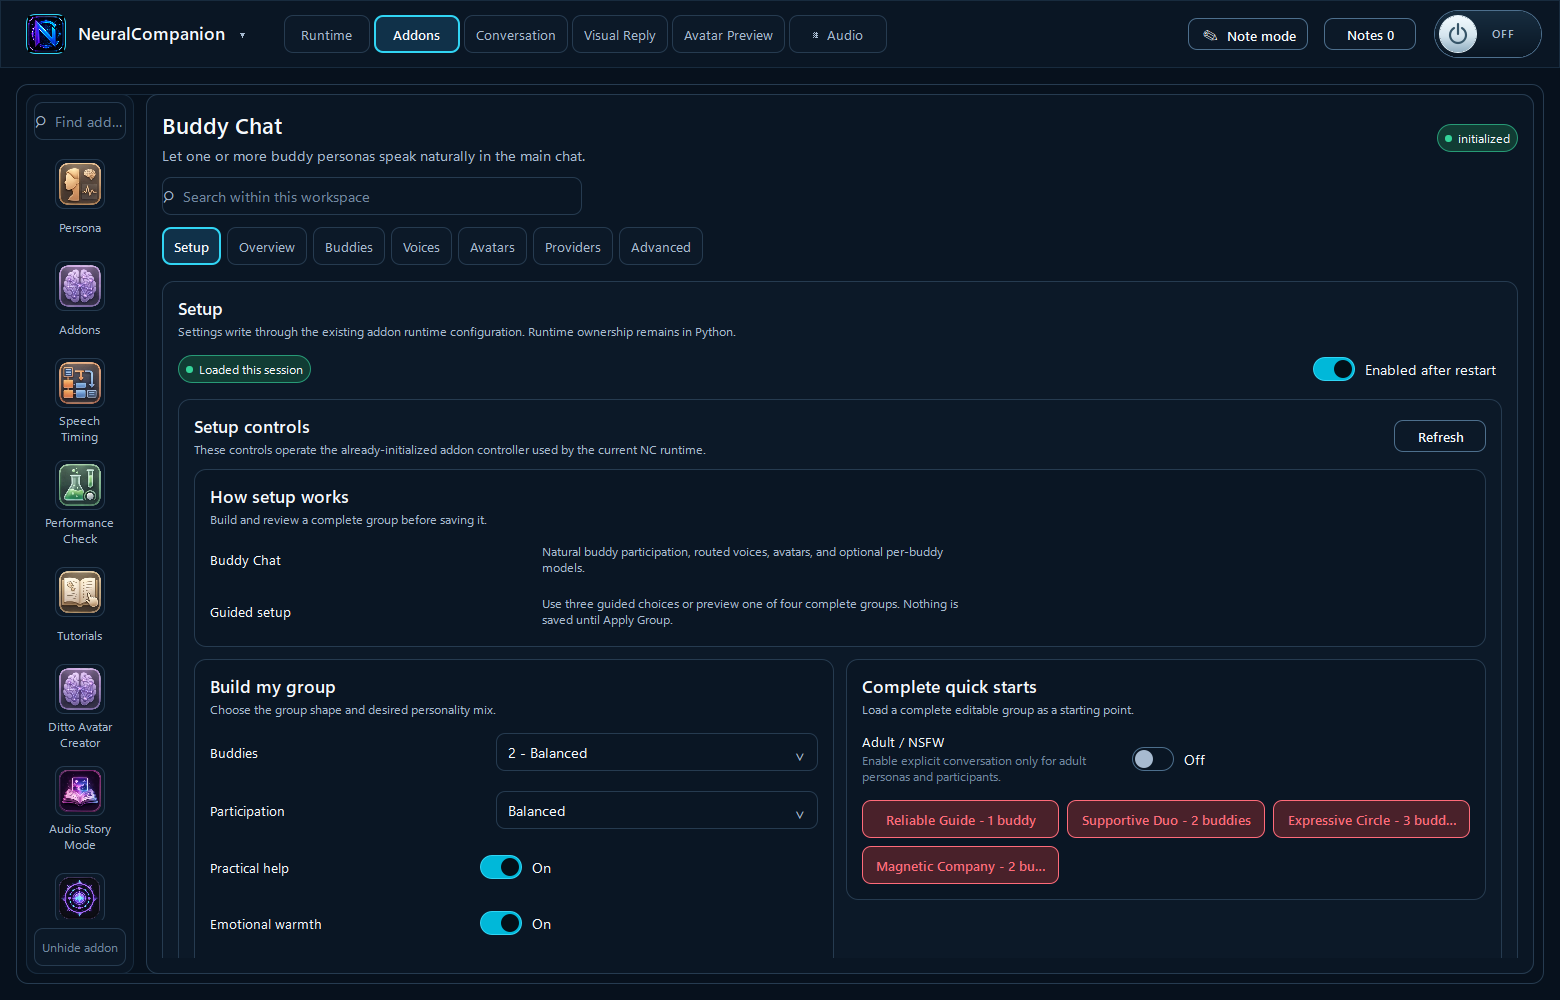 NeuralCompanion
Runtime
Addons
Conversation
Visual Reply
Avatar Preview
Audio
Note mode
Notes 0
OFF
Find add...
Persona
Addons
Speech
Timing
Performance
Check
Tutorials
Ditto Avatar
Creator
Audio Story
Mode
Unhide addon
Buddy Chat
Let one or more buddy personas speak naturally in the main chat.
initialized
Search within this workspace
Setup
Overview
Buddies
Voices
Avatars
Providers
Advanced
Setup
Settings write through the existing addon runtime configuration. Runtime ownership remains in Python.
Loaded this session
Enabled after restart
Setup controls
These controls operate the already-initialized addon controller used by the current NC runtime.
Refresh
How setup works
Build and review a complete group before saving it.
Buddy Chat
Natural buddy participation, routed voices, avatars, and optional per-buddy
models.
Guided setup
Use three guided choices or preview one of four complete groups. Nothing is
saved until Apply Group.
Build my group
Choose the group shape and desired personality mix.
Buddies
2 - Balanced
Participation
Balanced
Practical help
On
Emotional warmth
On
Complete quick starts
Load a complete editable group as a starting point.
Adult / NSFW
Enable explicit conversation only for adult
personas and participants.
Off
Reliable Guide - 1 buddy
Supportive Duo - 2 buddies
Expressive Circle - 3 budd...
Magnetic Company - 2 bu...